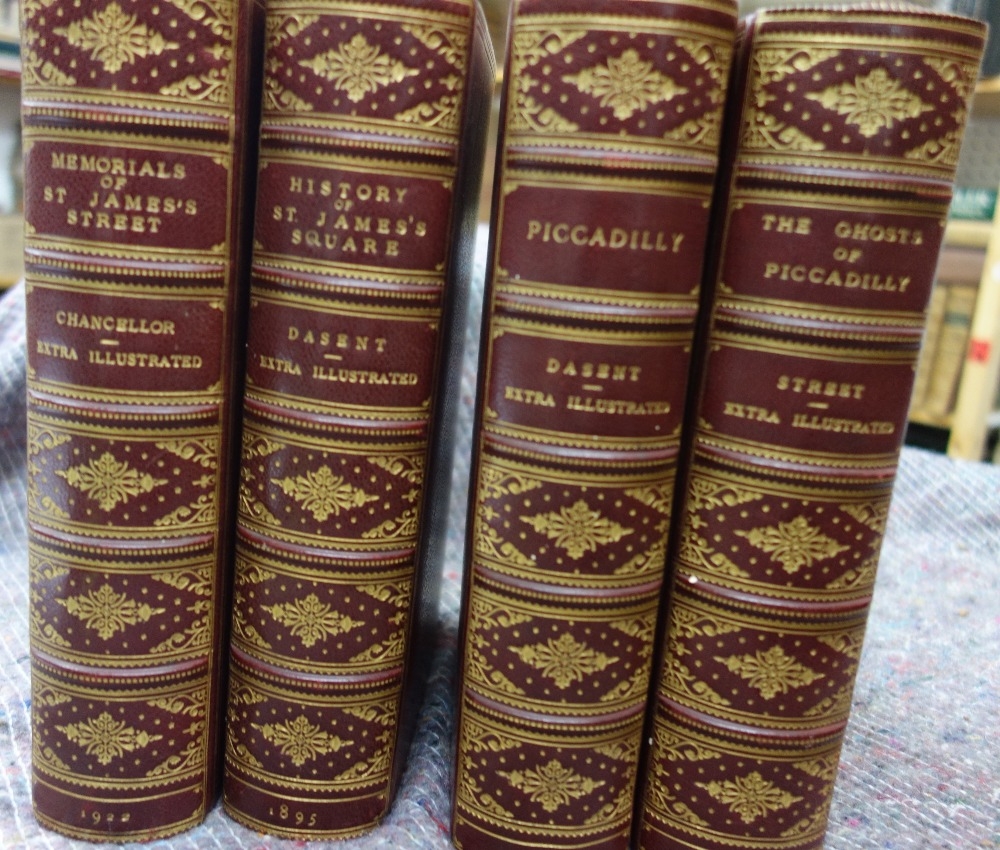 MEMORIALS
OF
ST JAMES'S
STREET
CHANCELLOR
EXTRA ILLUSTRATED
1922
HISTORY
OF
ST. JAMES'S
SQUARE
DASENT
EXTRA ILLUSTRATED
1895
PICCADILLY
DASENT
EXTRA ILLUSTRATED
THE GHOSTS
OF
PICCADILLY
STREET
EXTRA ILLUSTRATED